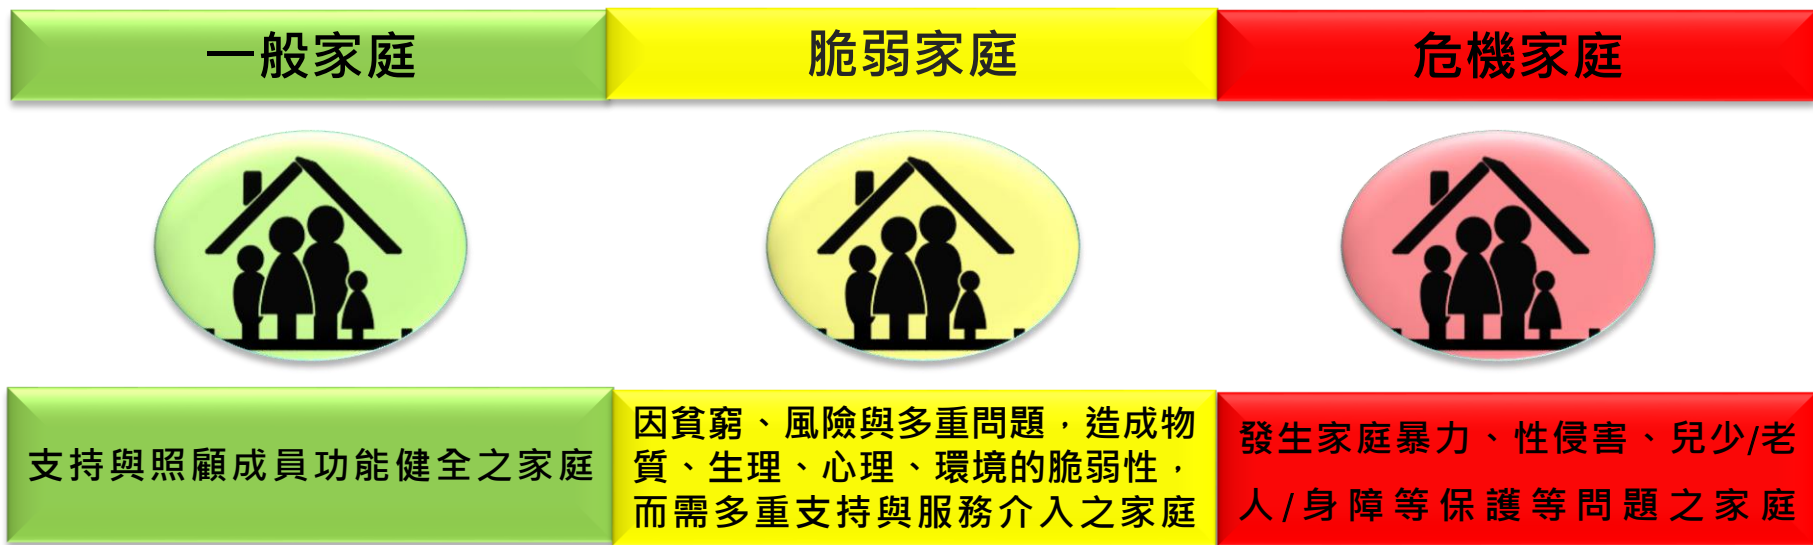 一般家庭
脆弱家庭
危機家庭
支持與照顧成員功能健全之家庭
因貧窮、風險與多重問題，造成物
質、生理、心理、環境的脆弱性，
而需多重支持與服務介入之家庭
發生家庭暴力、性侵害、兒少/老
人/身障等保護等問題之家庭